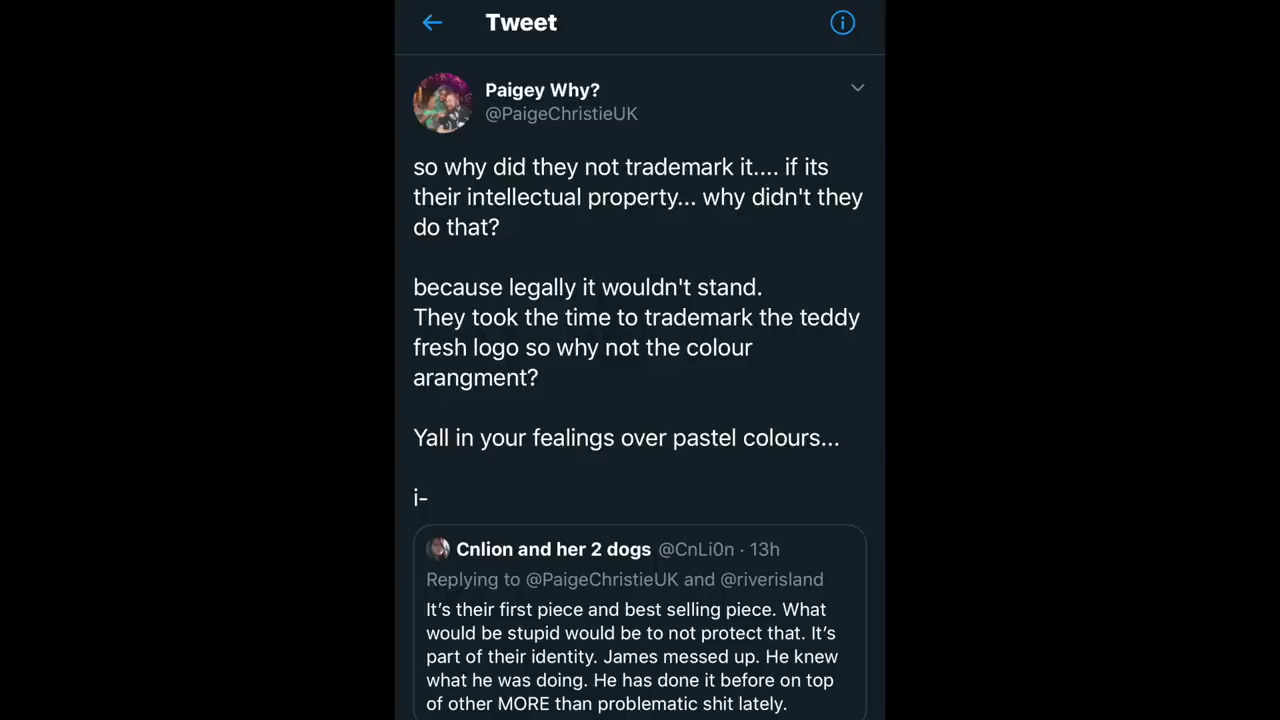 Tweet
Paigey Why?
@PaigeChristieUK
so why did they not trademark it.... if its
their intellectual property... why didn't they
do that?
because legally it wouldn't stand.
They took the time to trademark the teddy
fresh logo so why not the colour
arangment?
Yall in your fealings over pastel colours...
i-
Cnlion and her 2 dogs @CnLi0n · 13h
Replying to @PaigeChristieUK and @riverisland
It’s their first piece and best selling piece. What
would be stupid would be to not protect that. It’s
part of their identity. James messed up. He knew
what he was doing. He has done it before on top
of other MORE than problematic shit lately.